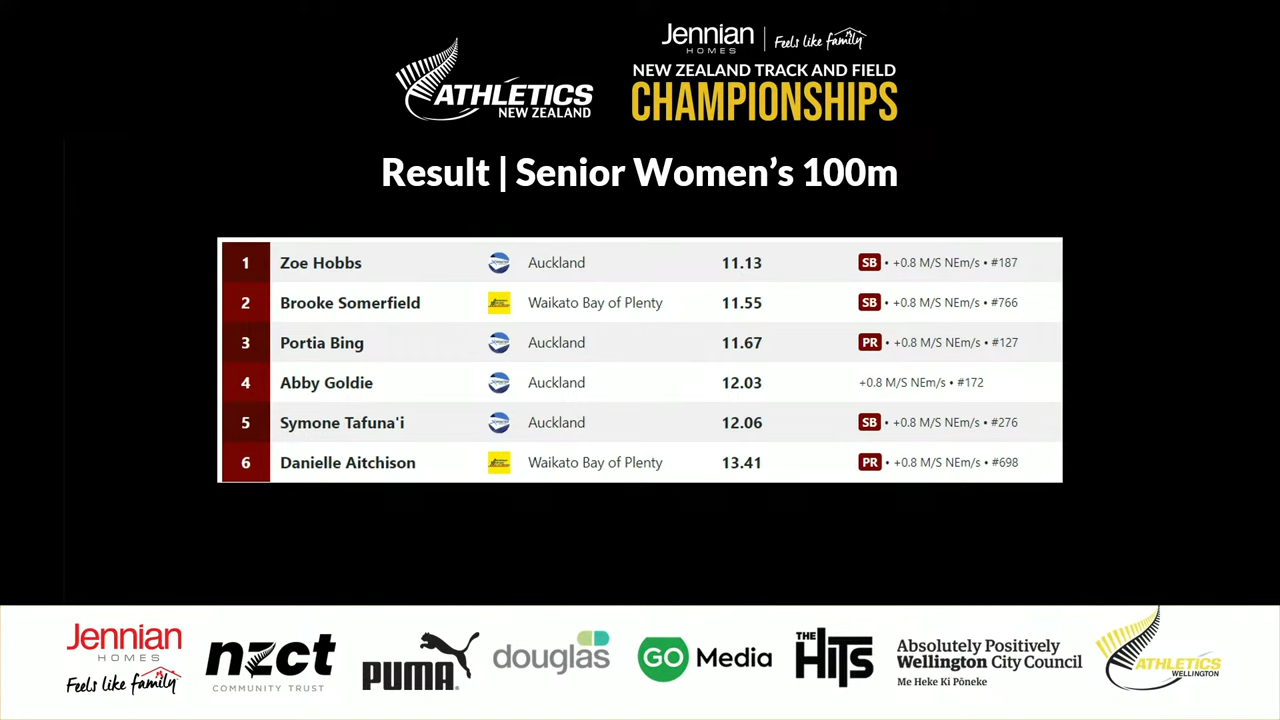 Jennian HOMES | Feels like family
ATHLETICS NEW ZEALAND
NEW ZEALAND TRACK AND FIELD
CHAMPIONSHIPS
Result | Senior Women's 100m
1 Zoe Hobbs Auckland 11.13 SB • +0.8 M/S NEm/s • #187
2 Brooke Somerfield Waikato Bay of Plenty 11.55 SB • +0.8 M/S NEm/s • #766
3 Portia Bing Auckland 11.67 PR • +0.8 M/S NEm/s • #127
4 Abby Goldie Auckland 12.03 +0.8 M/S NEm/s • #172
5 Symone Tafuna'i Auckland 12.06 SB • +0.8 M/S NEm/s • #276
6 Danielle Aitchison Waikato Bay of Plenty 13.41 PR • +0.8 M/S NEm/s • #698
Jennian
HOMES
Feels like family
nzct
COMMUNITY TRUST
PUMA
douglas
GO Media
THE HITS
Absolutely Positively
Wellington City Council
Me Heke Ki Pōneke
ATHLETICS
WELLINGTON